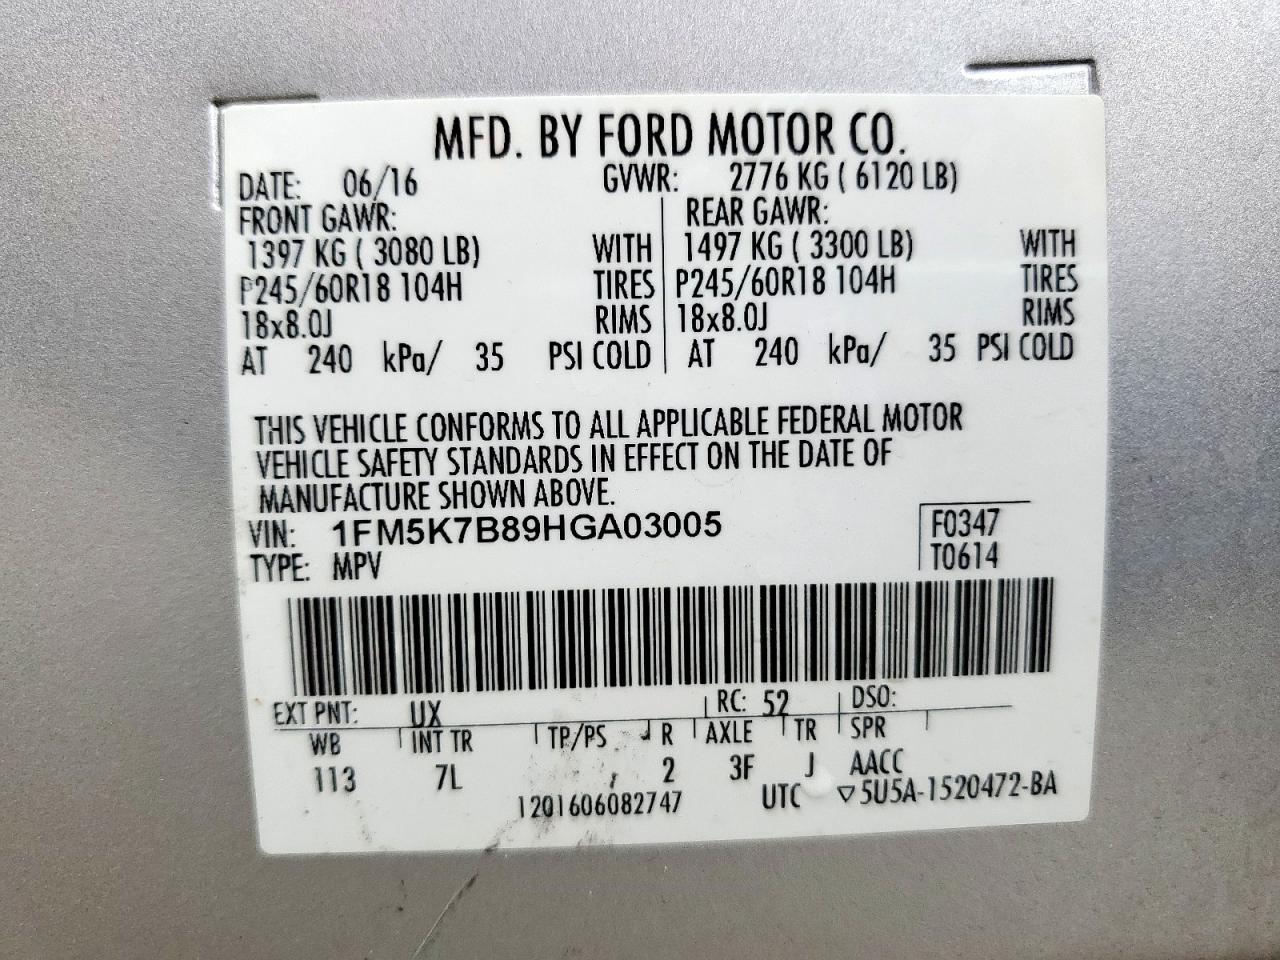 MFD. BY FORD MOTOR CO.
DATE: 06/16 GVWR: 2776 KG ( 6120 LB)
FRONT GAWR: REAR GAWR:
1397 KG ( 3080 LB) WITH 1497 KG ( 3300 LB) WITH
P245/60R18 104H TIRES P245/60R18 104H TIRES
18x8.0J RIMS 18x8.0J RIMS
AT 240 kPa/ 35 PSI COLD AT 240 kPa/ 35 PSI COLD
THIS VEHICLE CONFORMS TO ALL APPLICABLE FEDERAL MOTOR
VEHICLE SAFETY STANDARDS IN EFFECT ON THE DATE OF
MANUFACTURE SHOWN ABOVE.
VIN: 1FM5K7B89HGA03005 F0347
TYPE: MPV T0614
EXT PNT: UX RC: 52 DSO:
WB INT TR TP/PS R AXLE TR SPR
113 7L , 2 3F J AACC
1201606082747 UTC ▽5U5A-1520472-BA